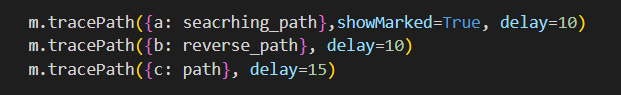 m.tracePath({a: seacrhing_path},showMarked=True, delay=10)
m.tracePath({b: reverse_path}, delay=10)
m.tracePath({c: path}, delay=15)